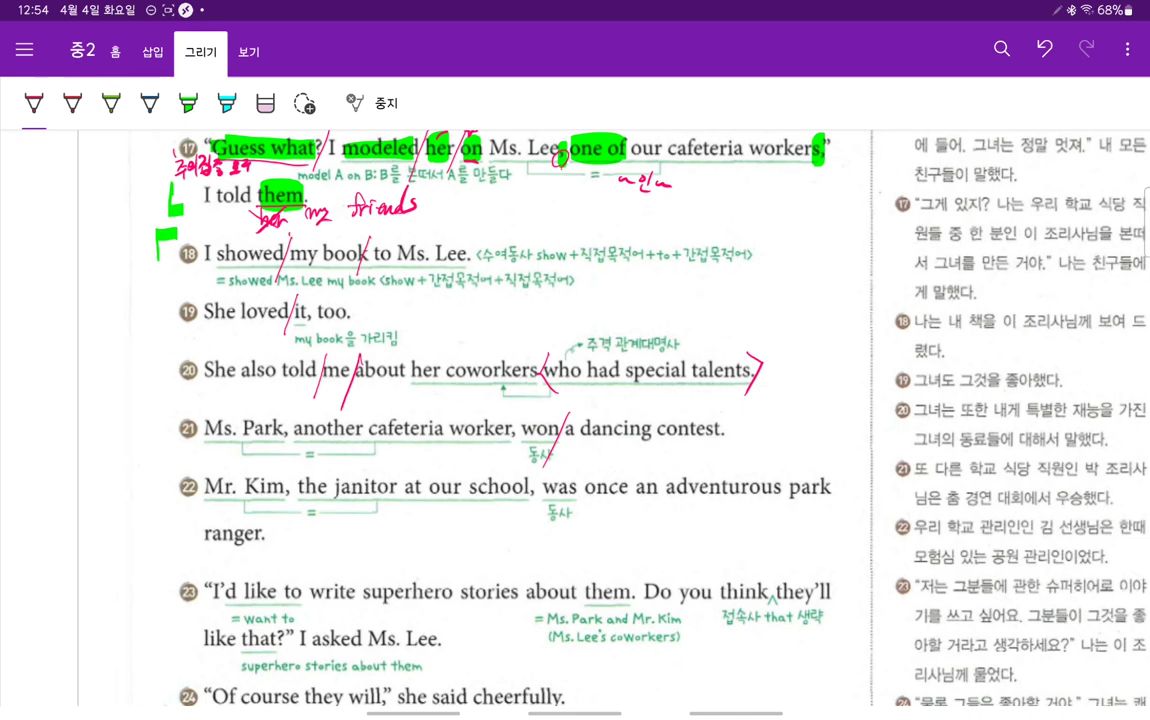 12:54 4월 4일 화요일 68%
중2 홈 삽입 그리기 보기
중지
⑰ “Guess what? I modeled her on Ms. Lee, one of our cafeteria workers,”
주의집중
model A on B: B를 본떠서 A를 만들다 = ~인~
I told them.
her my friends
⑱ I showed my book to Ms. Lee. <수여동사 show+직접목적어+to+간접목적어>
= showed Ms. Lee my book <show+간접목적어+직접목적어>
⑲ She loved it, too.
my book을 가리킴
주격 관계대명사
⑳ She also told me about her coworkers who had special talents.
㉑ Ms. Park, another cafeteria worker, won a dancing contest.
= 동사
㉒ Mr. Kim, the janitor at our school, was once an adventurous park
= 동사
ranger.
㉓ “I’d like to write superhero stories about them. Do you think they’ll
= want to = Ms. Park and Mr. Kim 접속사 that 생략
(Ms. Lee’s coworkers)
like that?” I asked Ms. Lee.
superhero stories about them
㉔ “Of course they will,” she said cheerfully.
에 들어. 그녀는 정말 멋져.” 내 모든
친구들이 말했다.
⑰ “그게 있지? 나는 우리 학교 식당 직
원들 중 한 분인 이 조리사님을 본떠
서 그녀를 만든 거야.” 나는 친구들에
게 말했다.
⑱ 나는 내 책을 이 조리사님께 보여 드
렸다.
⑲ 그녀도 그것을 좋아했다.
⑳ 그녀는 또한 내게 특별한 재능을 가진
그녀의 동료들에 대해서 말했다.
㉑ 또 다른 학교 식당 직원인 박 조리사
님은 춤 경연 대회에서 우승했다.
㉒ 우리 학교 관리인인 김 선생님은 한때
모험심 있는 공원 관리인이었다.
㉓ “저는 그분들에 관한 슈퍼히어로 이야
기를 쓰고 싶어요. 그분들이 그것을 좋
아할 거라고 생각하세요?” 나는 이 조
리사님께 물었다.
㉔ “물론 그들은 좋아할 거야.” 그녀는 쾌